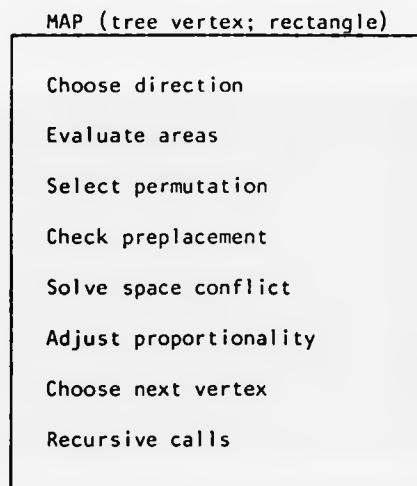 MAP (tree vertex; rectangle)
Choose direction
Evaluate areas
Select permutation
Check preplacement
Solve space conflict
Adjust proportionality
Choose next vertex
Recursive calls